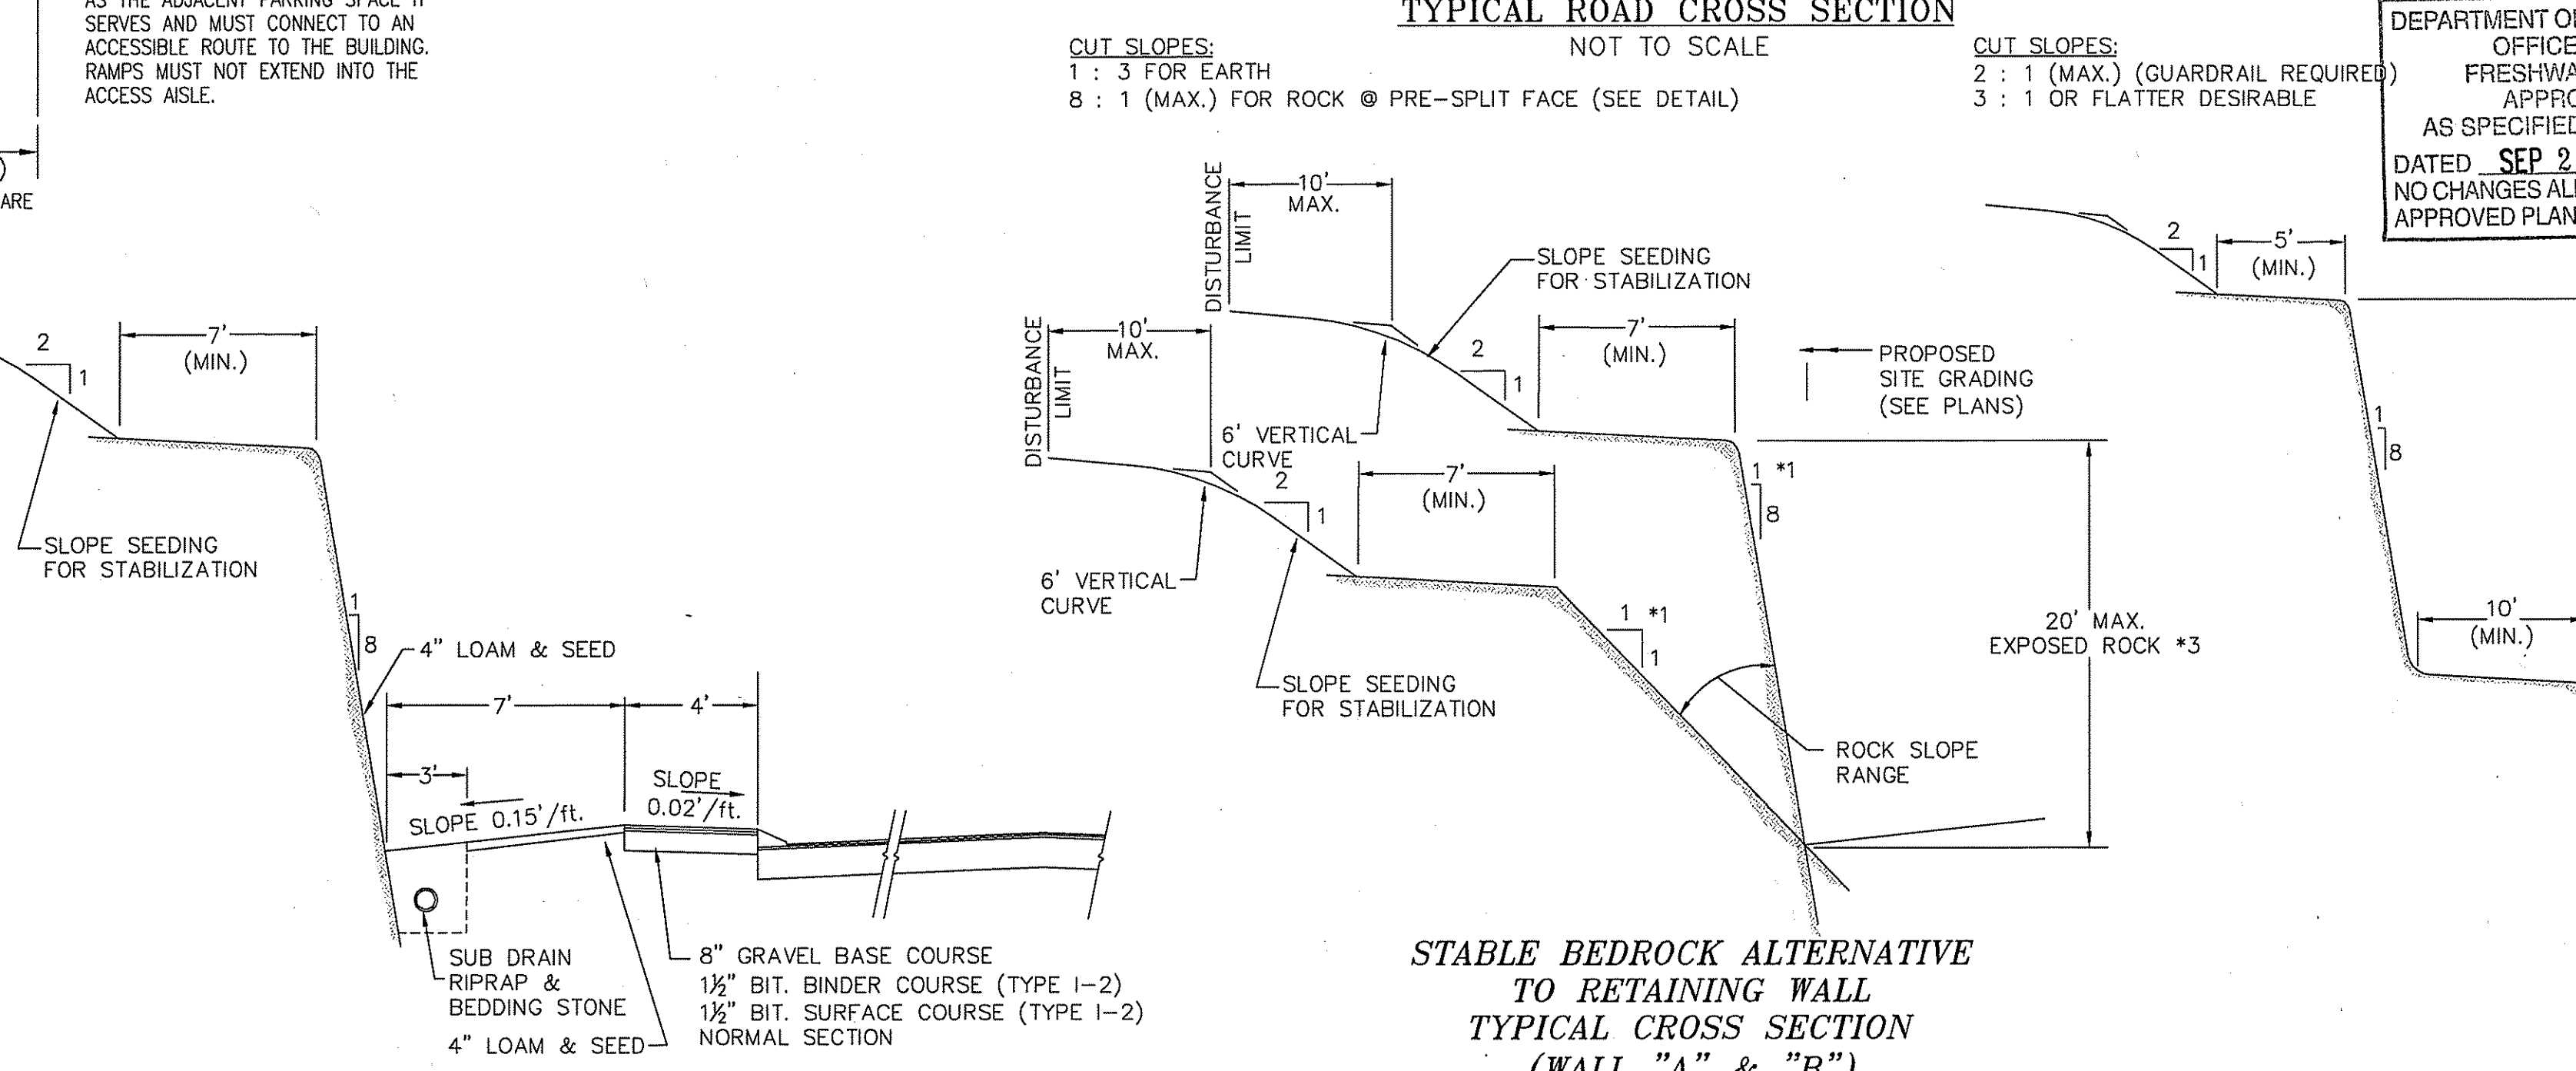 AS THE ADJACENT PARKING SPACE IT
SERVES AND MUST CONNECT TO AN
ACCESSIBLE ROUTE TO THE BUILDING.
RAMPS MUST NOT EXTEND INTO THE
ACCESS AISLE.
)
ARE
TYPICAL ROAD CROSS SECTION
NOT TO SCALE
CUT SLOPES:
1 : 3 FOR EARTH
8 : 1 (MAX.) FOR ROCK @ PRE-SPLIT FACE (SEE DETAIL)
CUT SLOPES:
2 : 1 (MAX.) (GUARDRAIL REQUIRED)
3 : 1 OR FLATTER DESIRABLE
DEPARTMENT OF
OFFICE
FRESHWA
APPRO
AS SPECIFIED
DATED SEP 2
NO CHANGES ALL
APPROVED PLAN
2
1
7'
(MIN.)
SLOPE SEEDING
FOR STABILIZATION
1
8
4" LOAM & SEED
7'
4'
3'
SLOPE 0.15'/ft.
SLOPE
0.02'/ft.
SUB DRAIN
RIPRAP &
BEDDING STONE
4" LOAM & SEED
8" GRAVEL BASE COURSE
1½" BIT. BINDER COURSE (TYPE I-2)
1½" BIT. SURFACE COURSE (TYPE I-2)
NORMAL SECTION
DISTURBANCE
LIMIT
10'
MAX.
SLOPE SEEDING
FOR STABILIZATION
2
1
7'
(MIN.)
6' VERTICAL
CURVE
PROPOSED
SITE GRADING
(SEE PLANS)
1 *1
8
DISTURBANCE
LIMIT
10'
MAX.
2
1
7'
(MIN.)
6' VERTICAL
CURVE
SLOPE SEEDING
FOR STABILIZATION
1 *1
1
ROCK SLOPE
RANGE
20' MAX.
EXPOSED ROCK *3
STABLE BEDROCK ALTERNATIVE
TO RETAINING WALL
TYPICAL CROSS SECTION
(WALL "A" & "B")
2
1
5'
(MIN.)
1
8
10'
(MIN.)